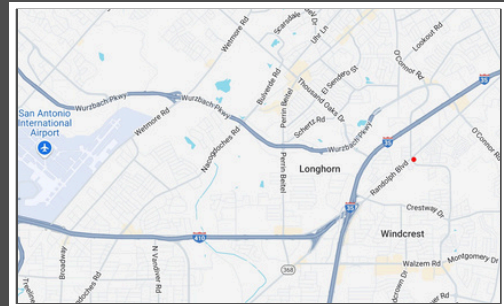 Scarsdale
Uhr Ln
Lookout Rd
Wetmore Rd
O'Connor Rd
El Sendero St
Bulverde Rd
Thousand Oaks Dr
35
Wurzbach Pkwy
Wurzbach Pkwy
Perrin Beitel
San Antonio
International
Airport
Schertz Rd
Wetmore Rd
Wurzbach Pkwy
35
O'Connor Rd
Nacogdoches Rd
Perrin Beitel
Longhorn
Randolph Blvd
35
Crestway Dr
410
Windcrest
Broadway
N Vandiver Rd
368
Walzem Rd
Montgomery Dr